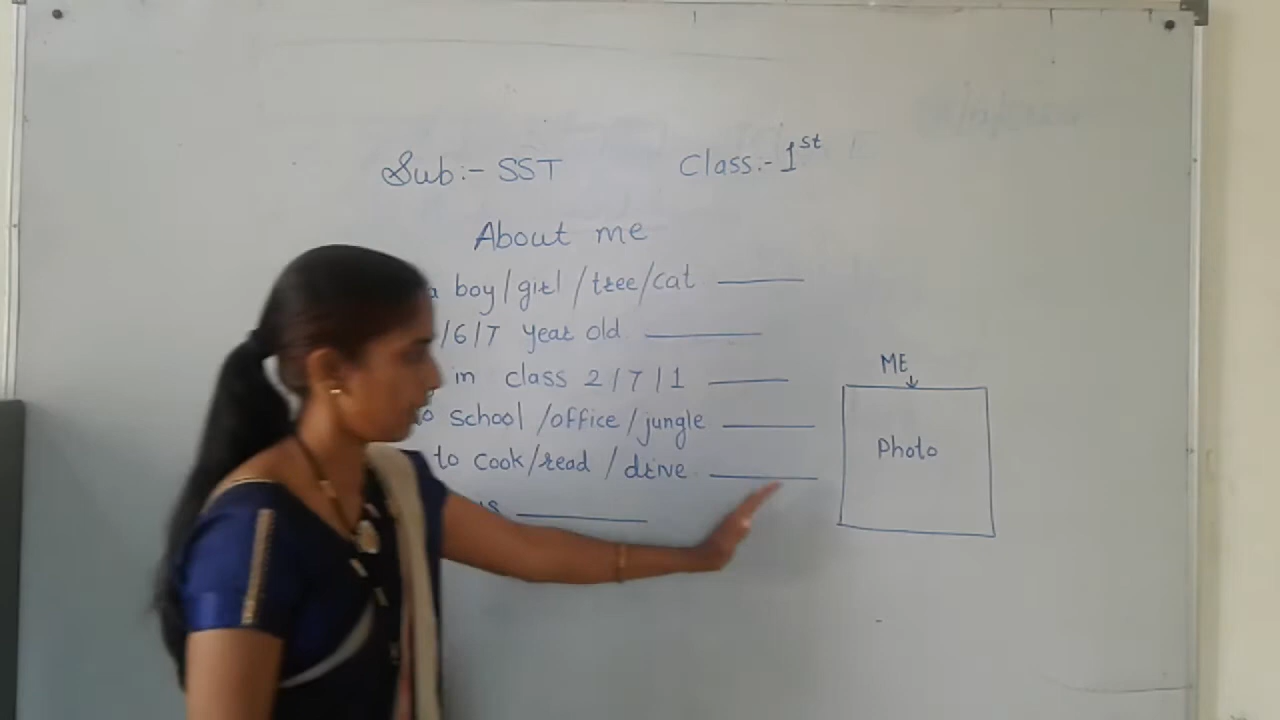 Sub:- SST Class:- 1st
About me
a boy/girl/tree/cat
/6/7 year old
in class 2/7/1
school/office/jungle
to cook/read/drive
ME
Photo